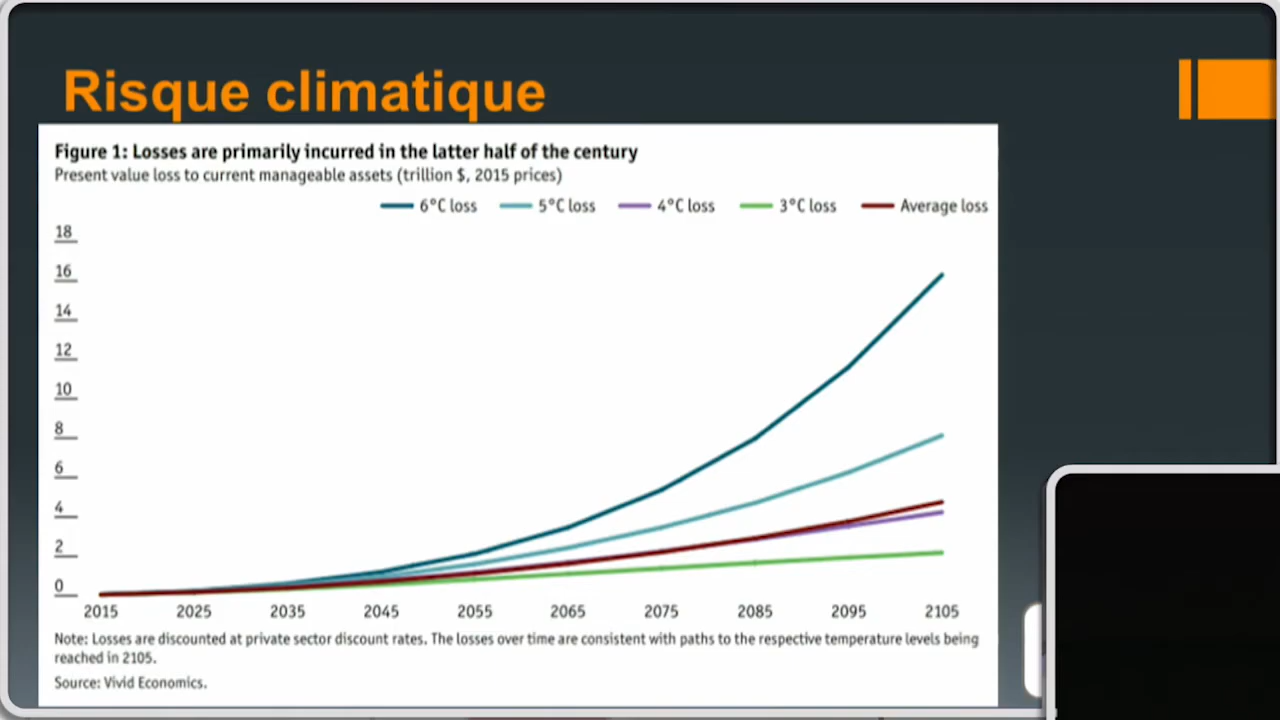 Risque climatique
Figure 1: Losses are primarily incurred in the latter half of the century
Present value loss to current manageable assets (trillion $, 2015 prices)
6°C loss 5°C loss 4°C loss 3°C loss Average loss
18
16
14
12
10
8
6
4
2
0
2015 2025 2035 2045 2055 2065 2075 2085 2095 2105
Note: Losses are discounted at private sector discount rates. The losses over time are consistent with paths to the respective temperature levels being
reached in 2105.
Source: Vivid Economics.